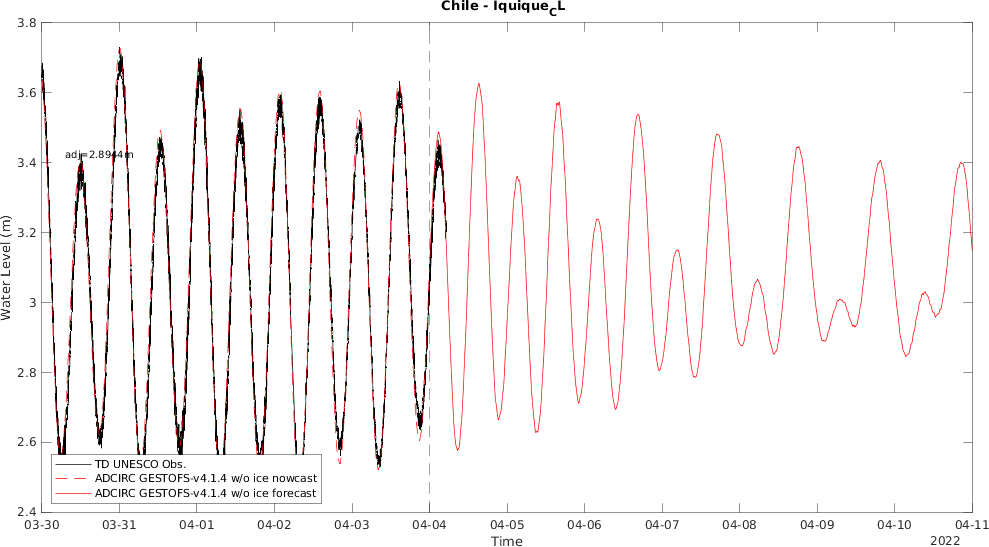 Chile - Iquique_CL
3.8
3.6
3.4
3.2
3
2.8
2.6
2.4
Water Level (m)
adj=2.8944m
TD UNESCO Obs.
ADCIRC GESTOFS-v4.1.4 w/o ice nowcast
ADCIRC GESTOFS-v4.1.4 w/o ice forecast
03-30 03-31 04-01 04-02 04-03 04-04 04-05 04-06 04-07 04-08 04-09 04-10 04-11
Time
2022